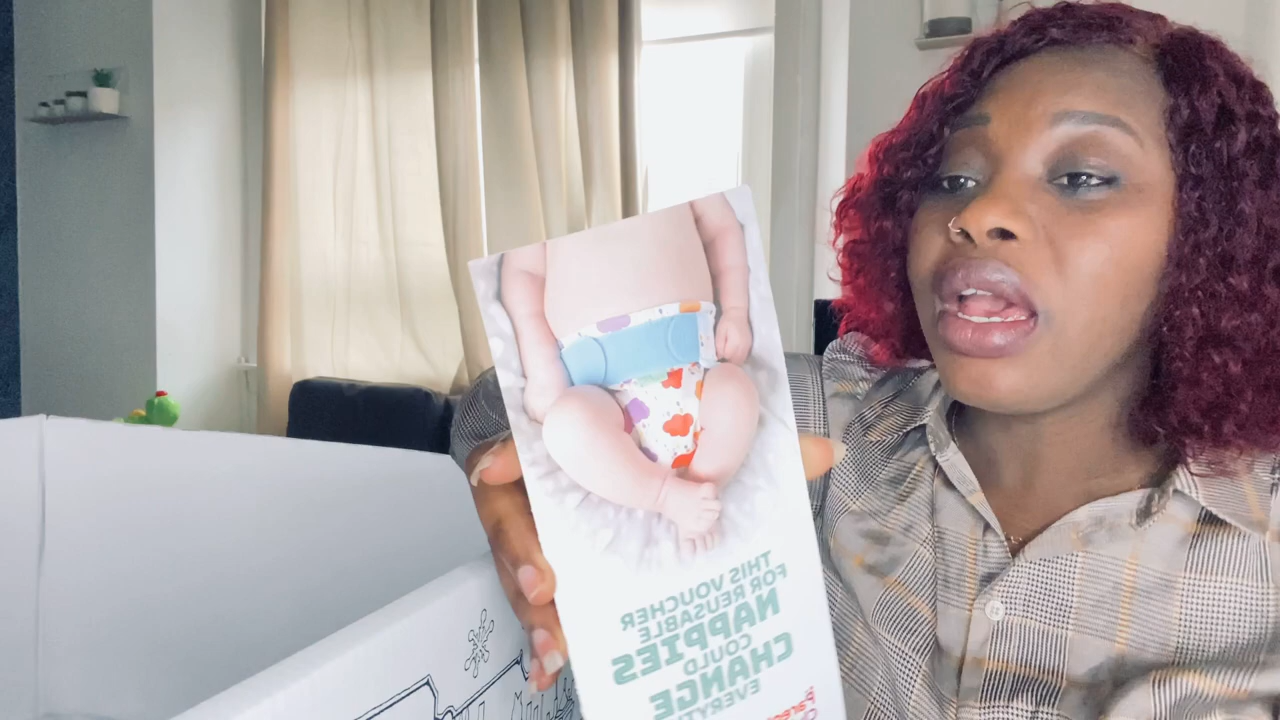 THIS VOUCHER
FOR REUSABLE
NAPPIES
COULD
CHANGE